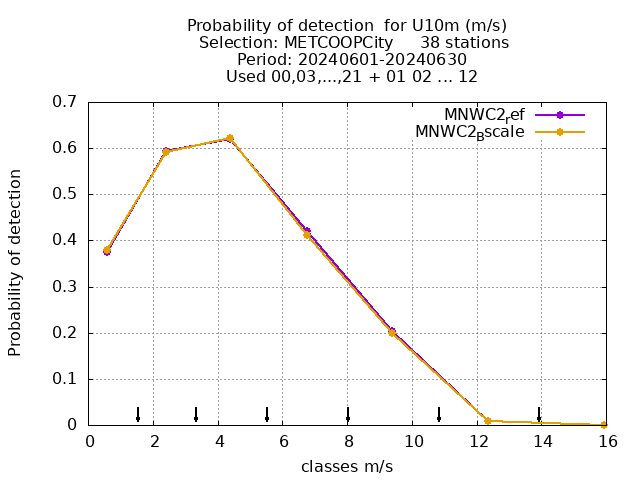 Probability of detection  for U10m (m/s)
Selection: METCOOPCity     38 stations
Period: 20240601-20240630
Used 00,03,...,21 + 01 02 ... 12
MNWC2ref
MNWC2Bscale
Probability of detection
0.7
0.6
0.5
0.4
0.3
0.2
0.1
0
0 2 4 6 8 10 12 14 16
classes m/s